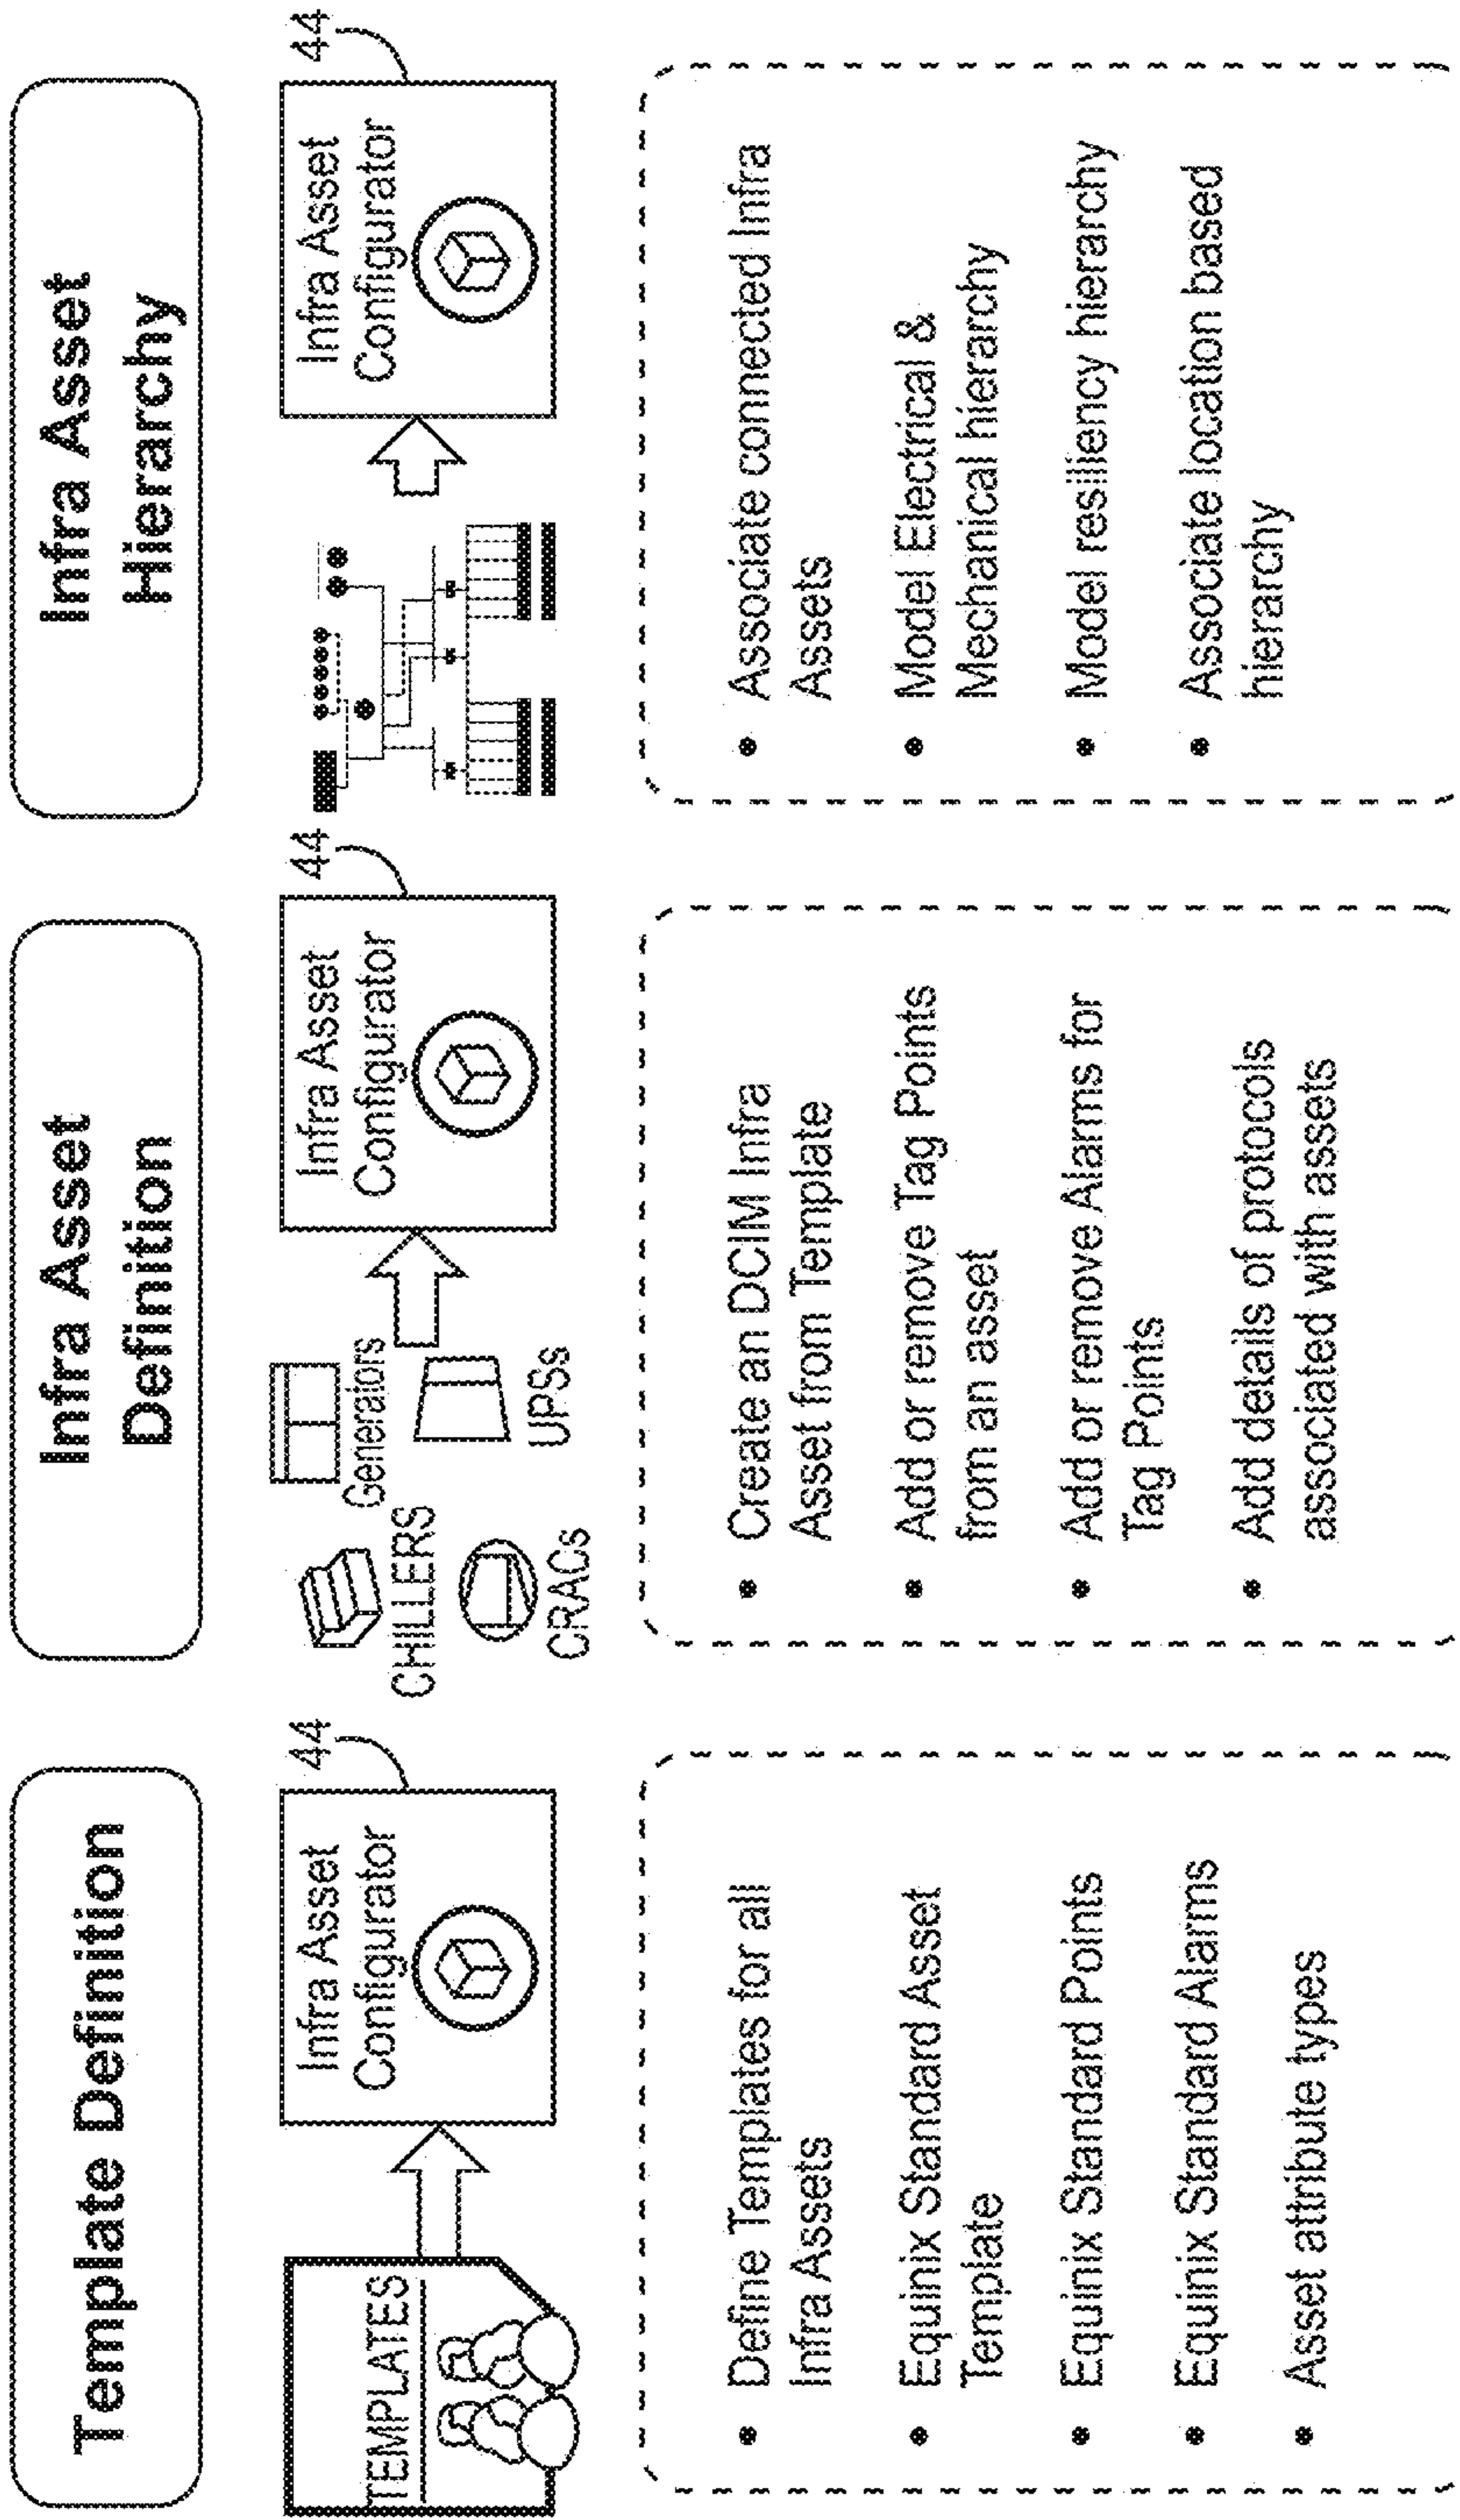 Template Definition
TEMPLATES
Infra Asset
Configurator
44
• Define Templates for all
Infra Assets
• Equinix Standard Asset
Template
• Equinix Standard Points
• Equinix Standard Alarms
• Asset attribute types
Infra Asset
Definition
Generators
CHILLERS
UPSs
CRACs
Infra Asset
Configurator
44
• Create an DCIM Infra
Asset from Template
• Add or remove Tag Points
from an asset
• Add or remove Alarms for
Tag Points
• Add details of protocols
associated with assets
Infra Asset
Hierarchy
Infra Asset
Configurator
44
• Associate connected Infra
Assets
• Model Electrical &
Mechanical hierarchy
• Model resiliency hierarchy
• Associate location based
hierarchy